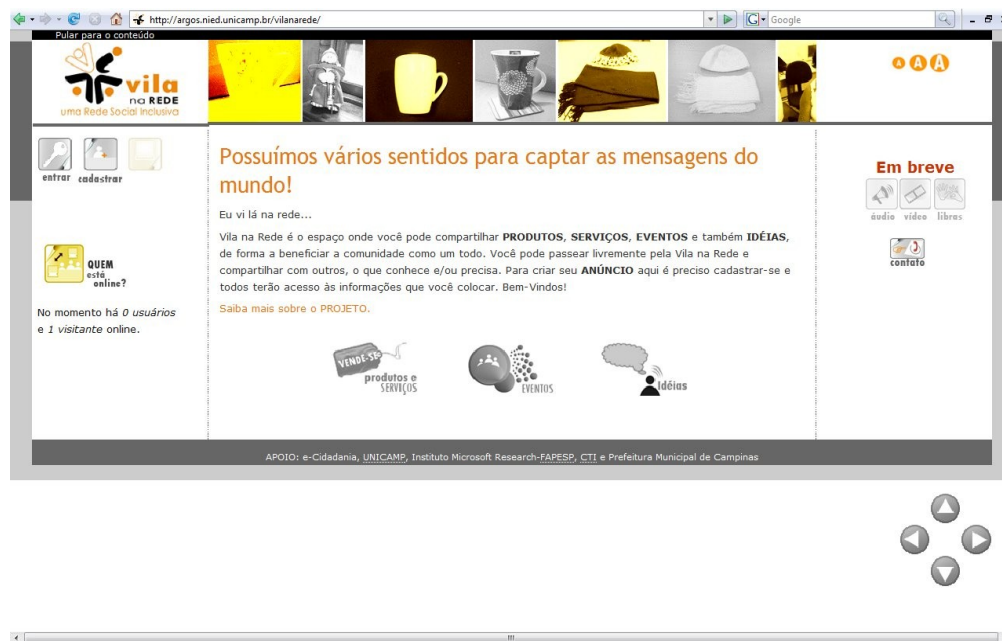 http://argos.nied.unicamp.br/vilanarede/
Google
Pular para o conteúdo
vila
na REDE
uma Rede Social Inclusiva
A A A
entrar cadastrar
QUEM
está
online?
No momento há 0 usuários
e 1 visitante online.
Possuímos vários sentidos para captar as mensagens do
mundo!
Eu vi lá na rede...
Vila na Rede é o espaço onde você pode compartilhar PRODUTOS, SERVIÇOS, EVENTOS e também IDÉIAS,
de forma a beneficiar a comunidade como um todo. Você pode passear livremente pela Vila na Rede e
compartilhar com outros, o que conhece e/ou precisa. Para criar seu ANÚNCIO aqui é preciso cadastrar-se e
todos terão acesso às informações que você colocar. Bem-Vindos!
Saiba mais sobre o PROJETO.
VENDE-SE
produtos e
SERVIÇOS
EVENTOS
Idéias
Em breve
áudio vídeo libras
contato
APOIO: e-Cidadania, UNICAMP, Instituto Microsoft Research-FAPESP, CTI e Prefeitura Municipal de Campinas